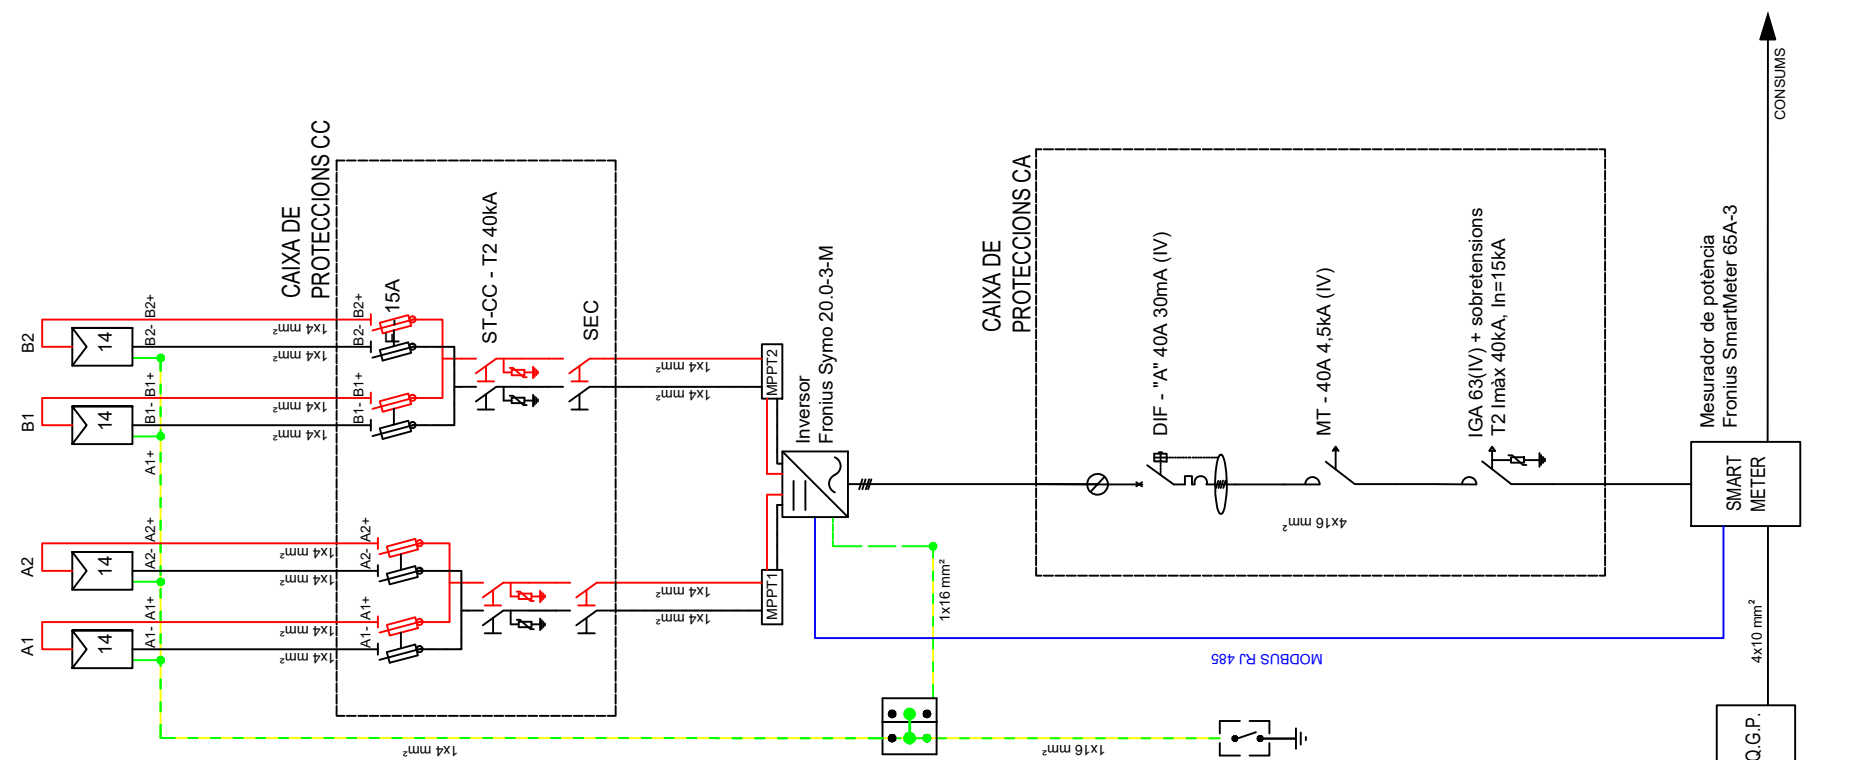 B2
14
B2-
B2+
1x4 mm²
1x4 mm²
B2-
B2+
B1
14
B1-
B1+
1x4 mm²
1x4 mm²
B1-
B1+
A1+
A2
14
A2-
A2+
1x4 mm²
1x4 mm²
A2-
A2+
A1
14
A1-
A1+
1x4 mm²
1x4 mm²
A1-
A1+
1x4 mm²
CAIXA DE
PROTECCIONS CC
15A
ST-CC - T2 40kA
SEC
1x4 mm²
1x4 mm²
MPPT2
1x4 mm²
1x4 mm²
MPPT1
Inversor
Fronius Symo 20.0-3-M
1x16 mm²
1x16 mm²
CAIXA DE
PROTECCIONS CA
DIF - "A" 40A 30mA (IV)
4x16 mm²
MT - 40A 4,5kA (IV)
IGA 63(IV) + sobretensions
T2 Imàx 40kA, In=15kA
MODBUS RJ 485
Mesurador de potència
Fronius SmartMeter 65A-3
SMART
METER
CONSUMS
4x10 mm²
Q.G.P.